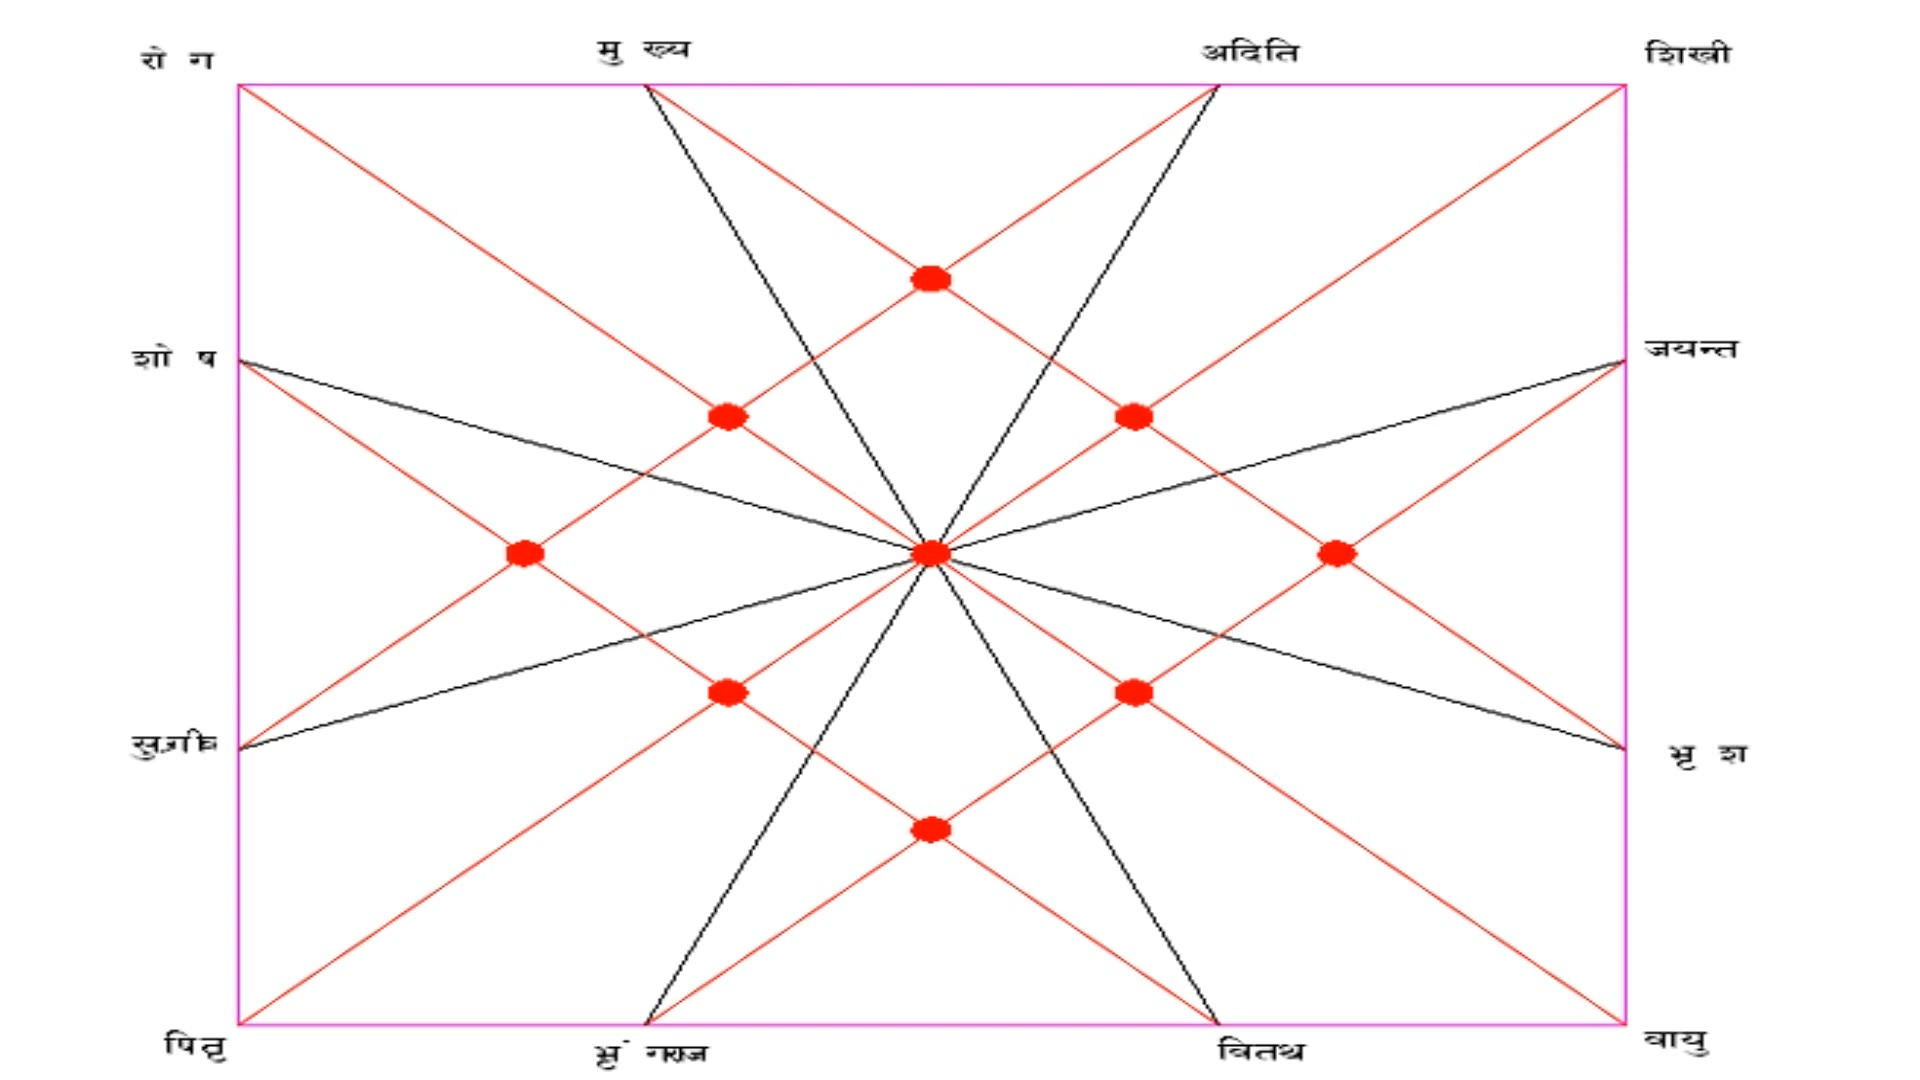 रोग
मुख्य
अदिति
शिखी
शोष
जयन्त
सुग्रीव
भृश
पितृ
भृंगराज
वितथ
वायु